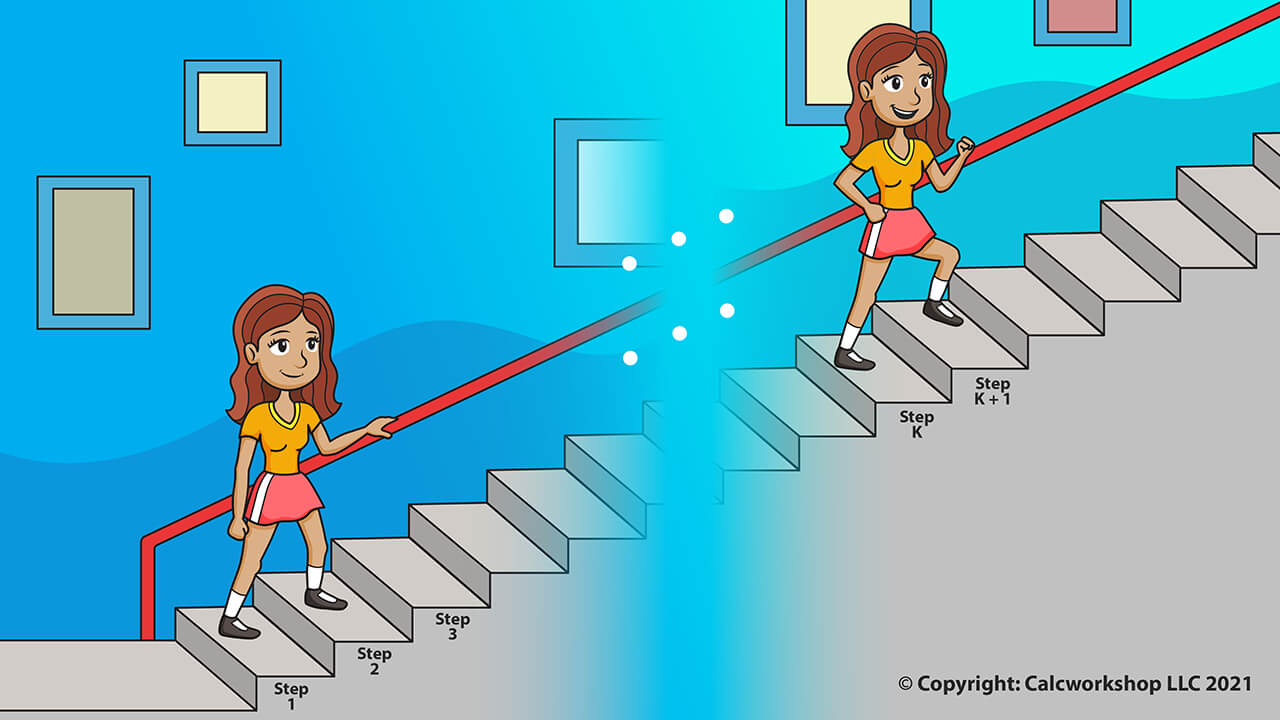 Step
1
Step
2
Step
3
Step
K
Step
K + 1
© Copyright: Calcworkshop LLC 2021